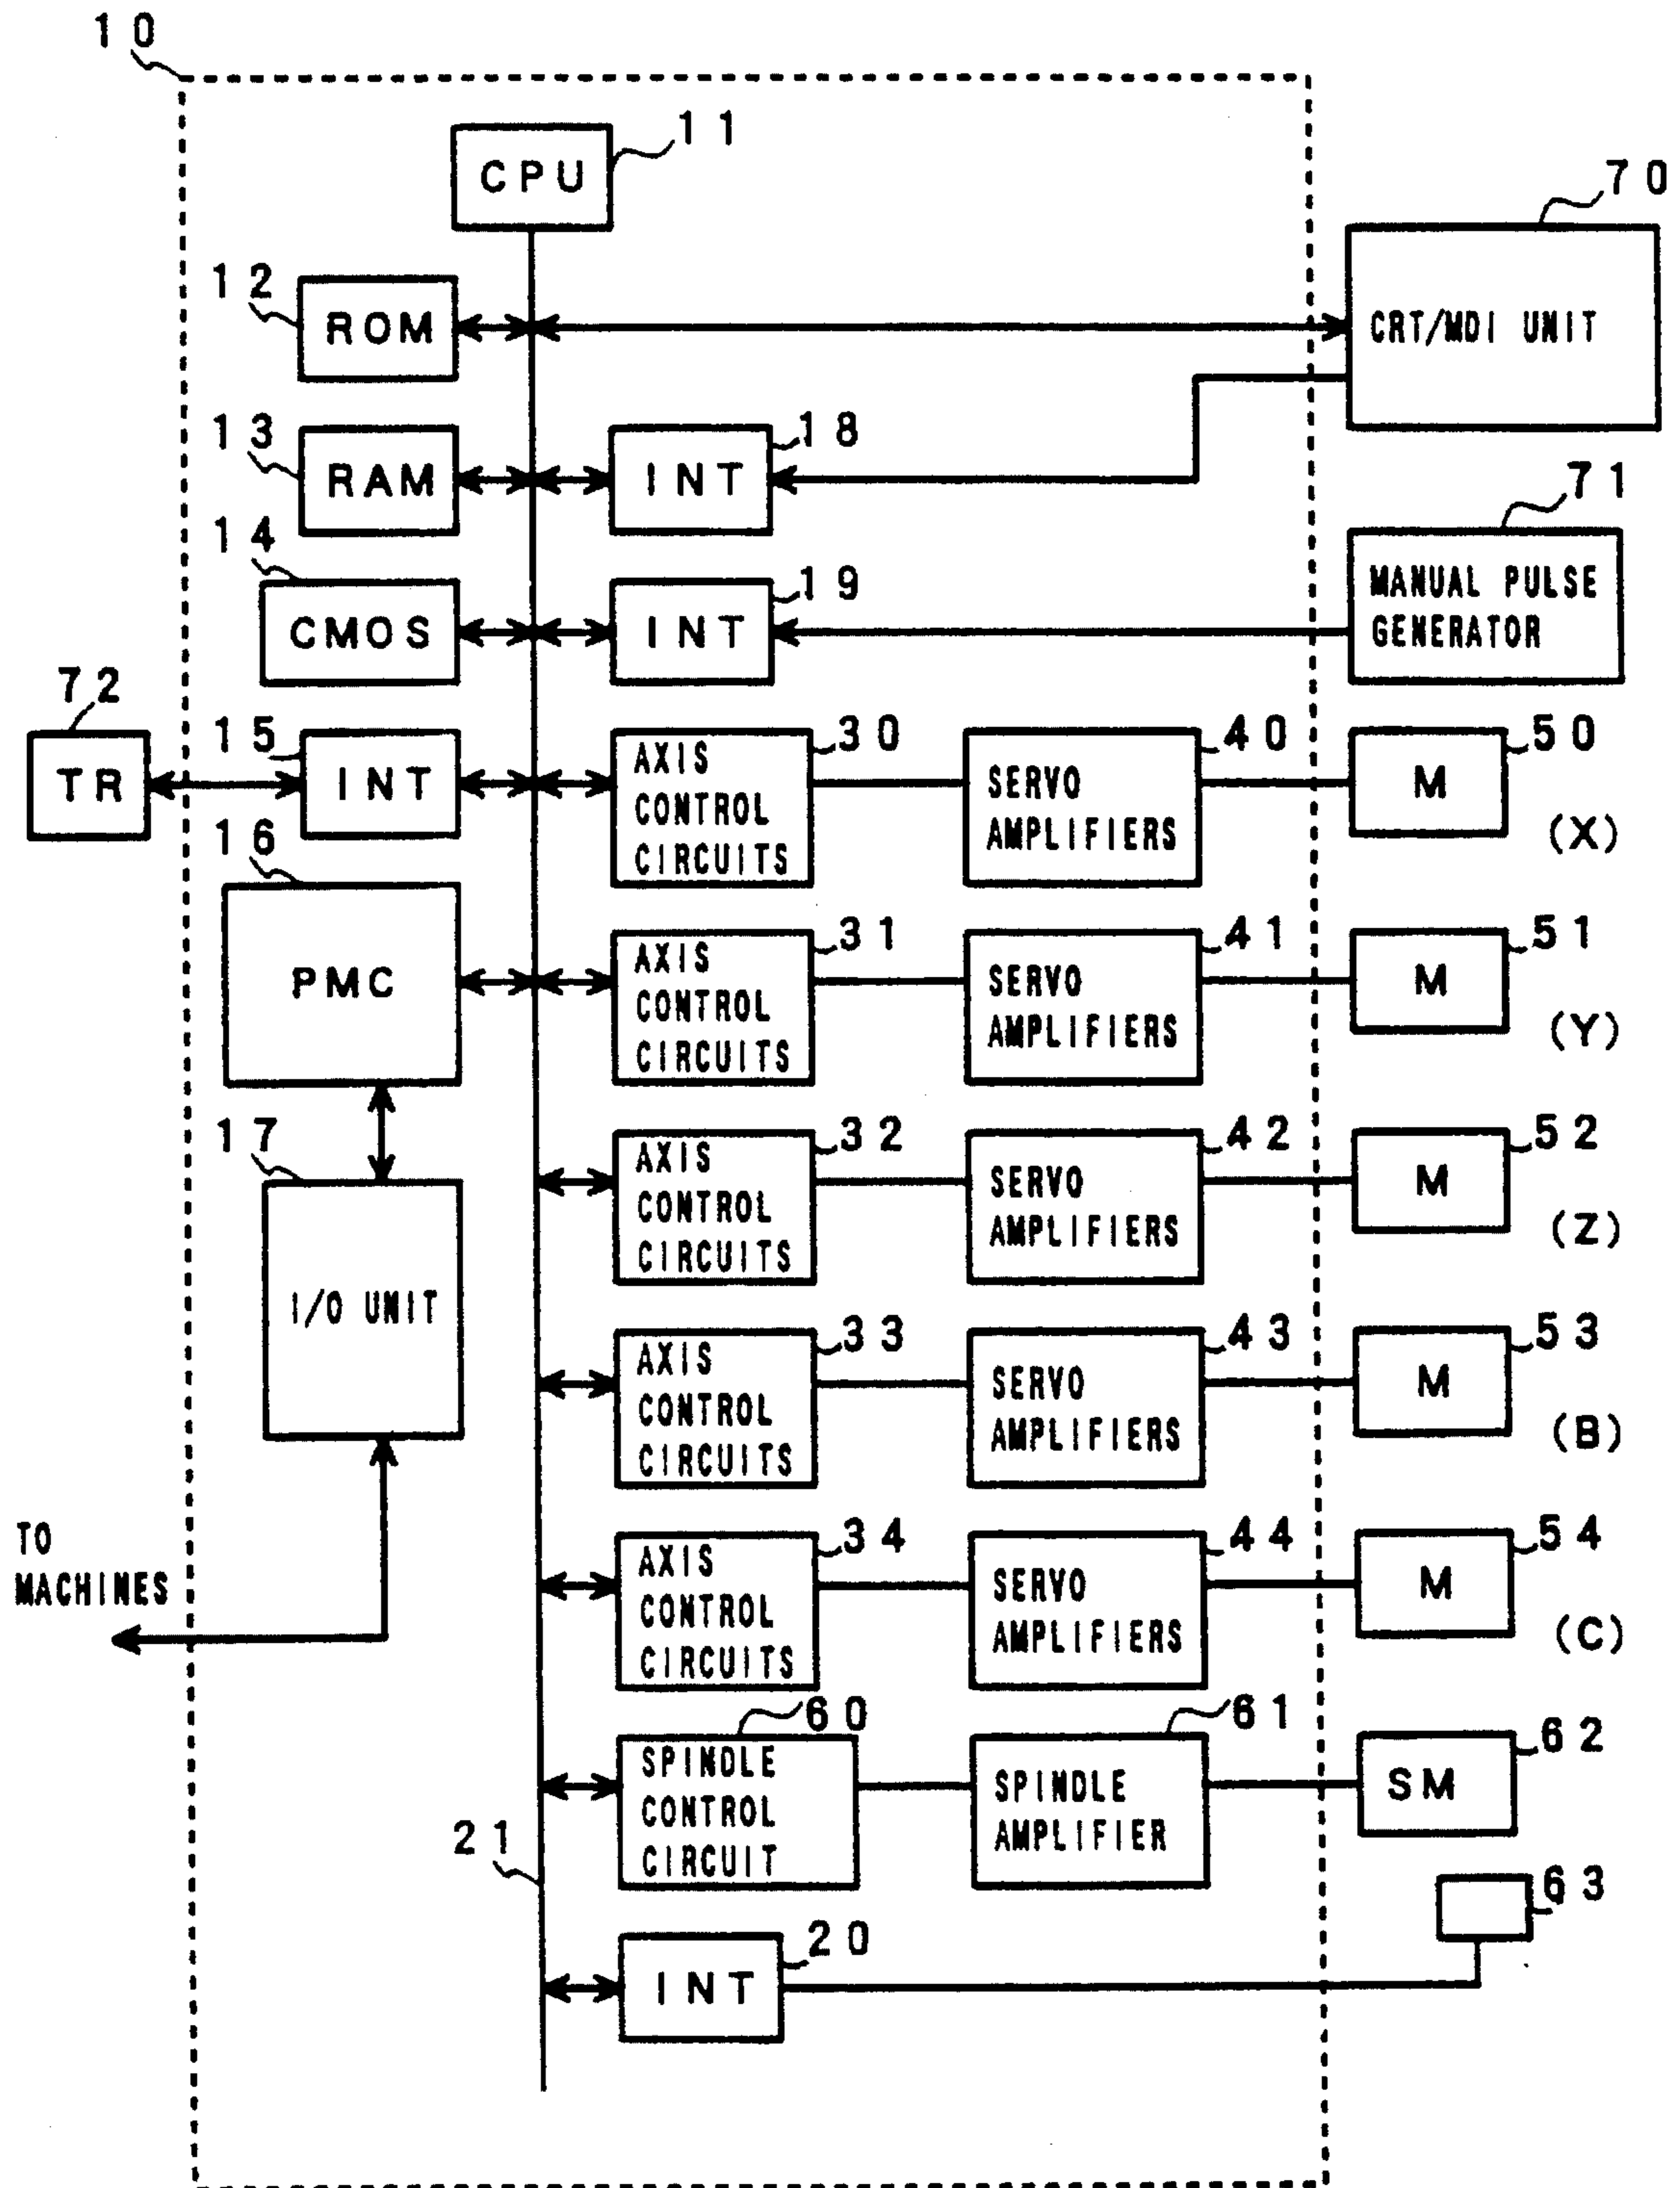 10
CPU
11
70
12
ROM
CRT/MDI UNIT
13
RAM
18
INT
71
14
CMOS
19
INT
MANUAL PULSE
GENERATOR
72
TR
15
INT
30
AXIS
CONTROL
CIRCUITS
40
SERVO
AMPLIFIERS
50
M
(X)
16
PMC
31
AXIS
CONTROL
CIRCUITS
41
SERVO
AMPLIFIERS
51
M
(Y)
17
I/O UNIT
32
AXIS
CONTROL
CIRCUITS
42
SERVO
AMPLIFIERS
52
M
(Z)
33
AXIS
CONTROL
CIRCUITS
43
SERVO
AMPLIFIERS
53
M
(B)
TO
MACHINES
34
AXIS
CONTROL
CIRCUITS
44
SERVO
AMPLIFIERS
54
M
(C)
60
SPINDLE
CONTROL
CIRCUIT
61
SPINDLE
AMPLIFIER
62
SM
21
63
20
INT